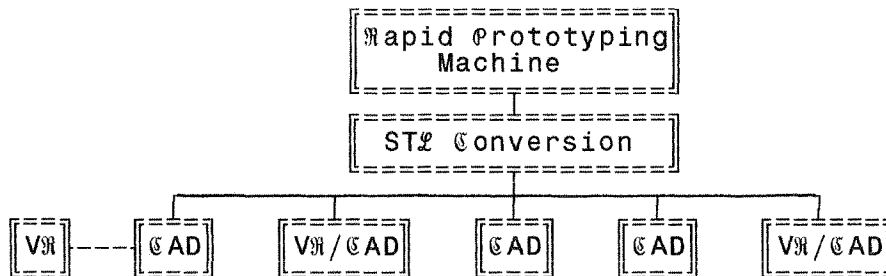 ℜapid 𝔓rototyping
Machine
STℒ ℭonversion
Vℜ
ℭAD
Vℜ/ℭAD
ℭAD
ℭAD
Vℜ/ℭAD